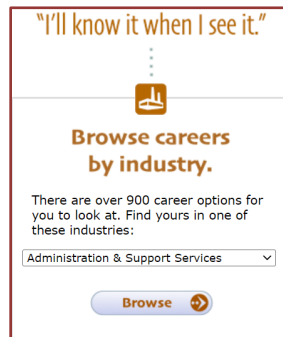 "I'll know it when I see it."
Browse careers
by industry.
There are over 900 career options for
you to look at. Find yours in one of
these industries:
Administration & Support Services
Browse